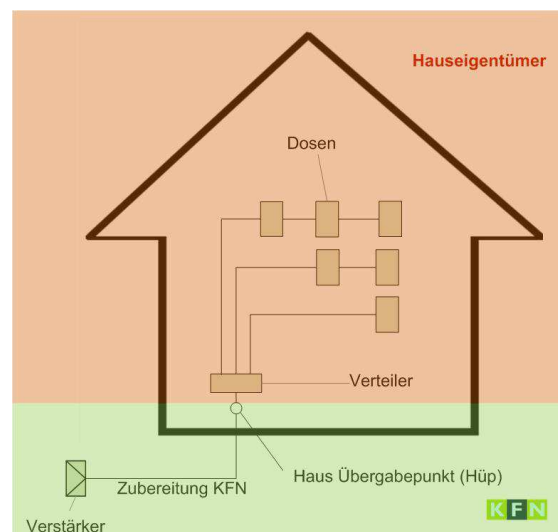 Hauseigentümer
Dosen
Verteiler
Haus Übergabepunkt (Hüp)
Zubereitung KFN
Verstärker
KFN